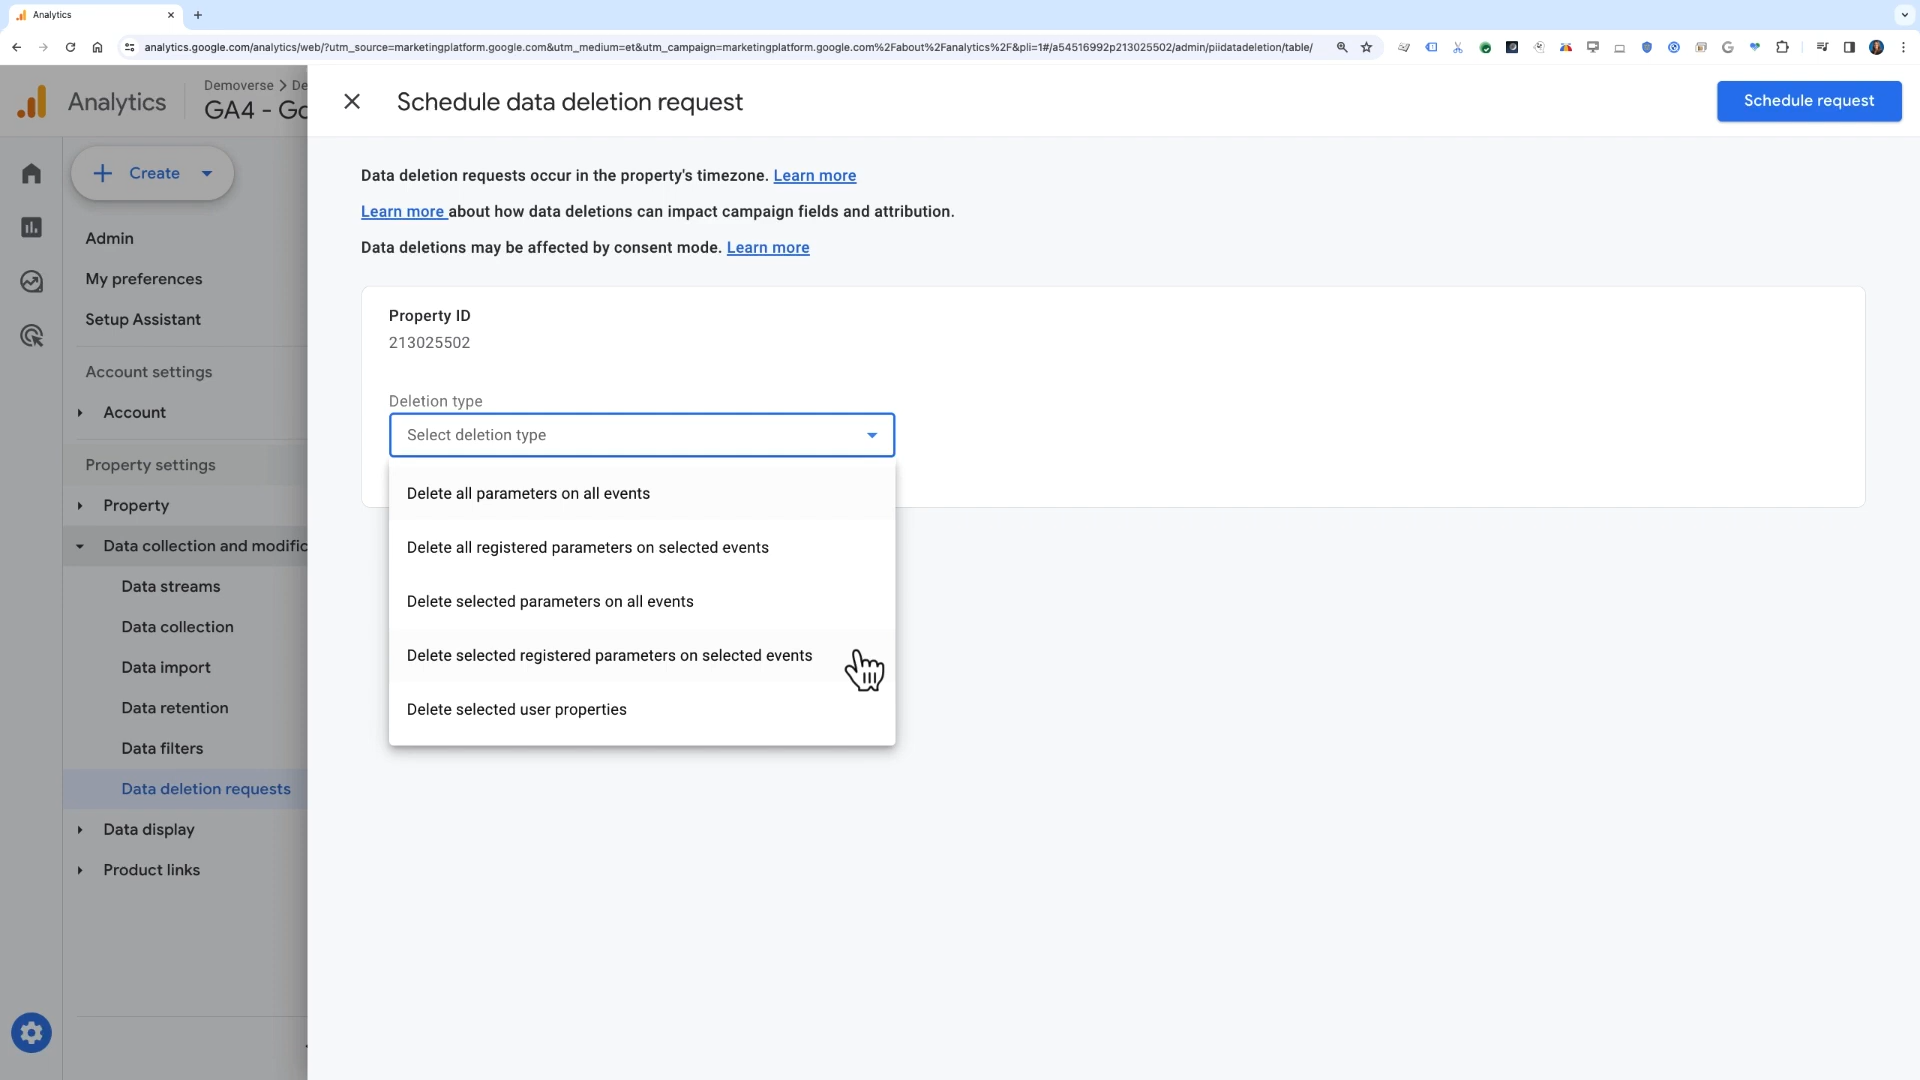 Analytics
analytics.google.com/analytics/web/?utm_source=marketingplatform.google.com&utm_medium=et&utm_campaign=marketingplatform.google.com%2Fabout%2Fanalytics%2F&pli=1#/a54516992p213025502/admin/piidatadeletion/table/
Analytics
Demoverse > De
GA4 - Go
Schedule data deletion request
Schedule request
Create
Admin
My preferences
Setup Assistant
Account settings
Account
Property settings
Property
Data collection and modific
Data streams
Data collection
Data import
Data retention
Data filters
Data deletion requests
Data display
Product links
Data deletion requests occur in the property's timezone. Learn more
Learn more about how data deletions can impact campaign fields and attribution.
Data deletions may be affected by consent mode. Learn more
Property ID
213025502
Deletion type
Select deletion type
Delete all parameters on all events
Delete all registered parameters on selected events
Delete selected parameters on all events
Delete selected registered parameters on selected events
Delete selected user properties